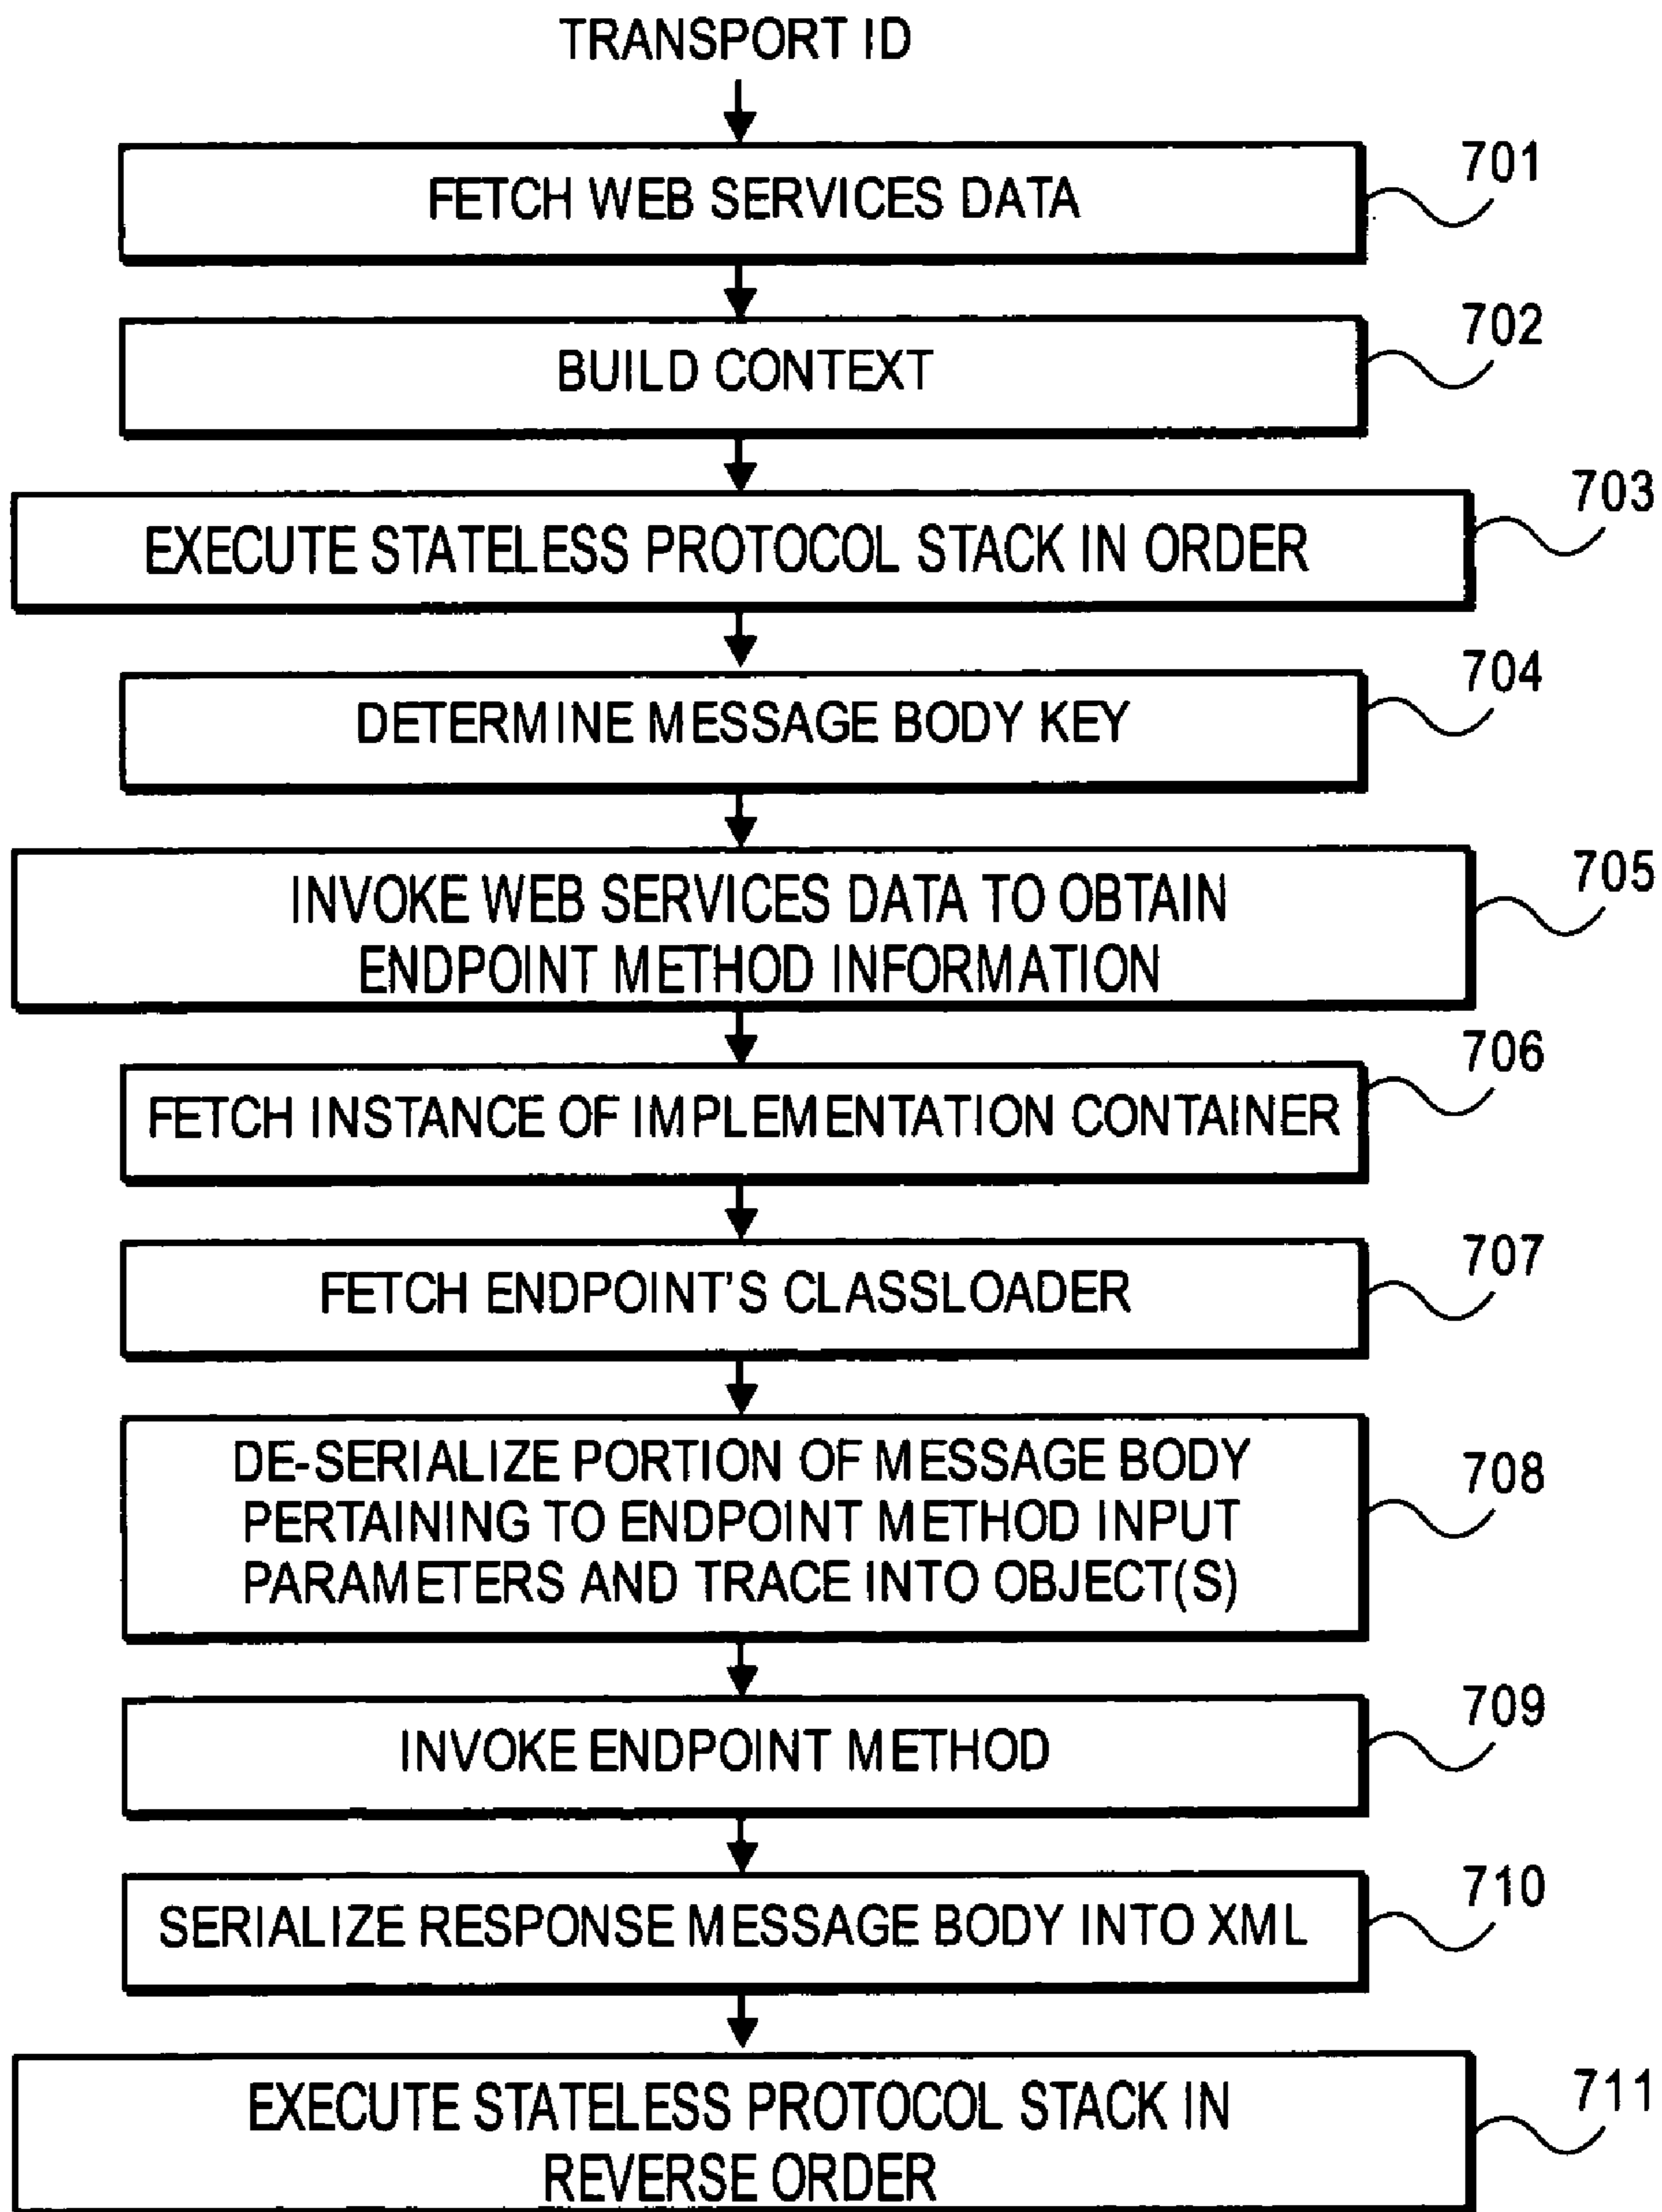 TRANSPORT ID
FETCH WEB SERVICES DATA
701
BUILD CONTEXT
702
EXECUTE STATELESS PROTOCOL STACK IN ORDER
703
DETERMINE MESSAGE BODY KEY
704
INVOKE WEB SERVICES DATA TO OBTAIN
ENDPOINT METHOD INFORMATION
705
FETCH INSTANCE OF IMPLEMENTATION CONTAINER
706
FETCH ENDPOINT'S CLASSLOADER
707
DE-SERIALIZE PORTION OF MESSAGE BODY
PERTAINING TO ENDPOINT METHOD INPUT
PARAMETERS AND TRACE INTO OBJECT(S)
708
INVOKE ENDPOINT METHOD
709
SERIALIZE RESPONSE MESSAGE BODY INTO XML
710
EXECUTE STATELESS PROTOCOL STACK IN
REVERSE ORDER
711